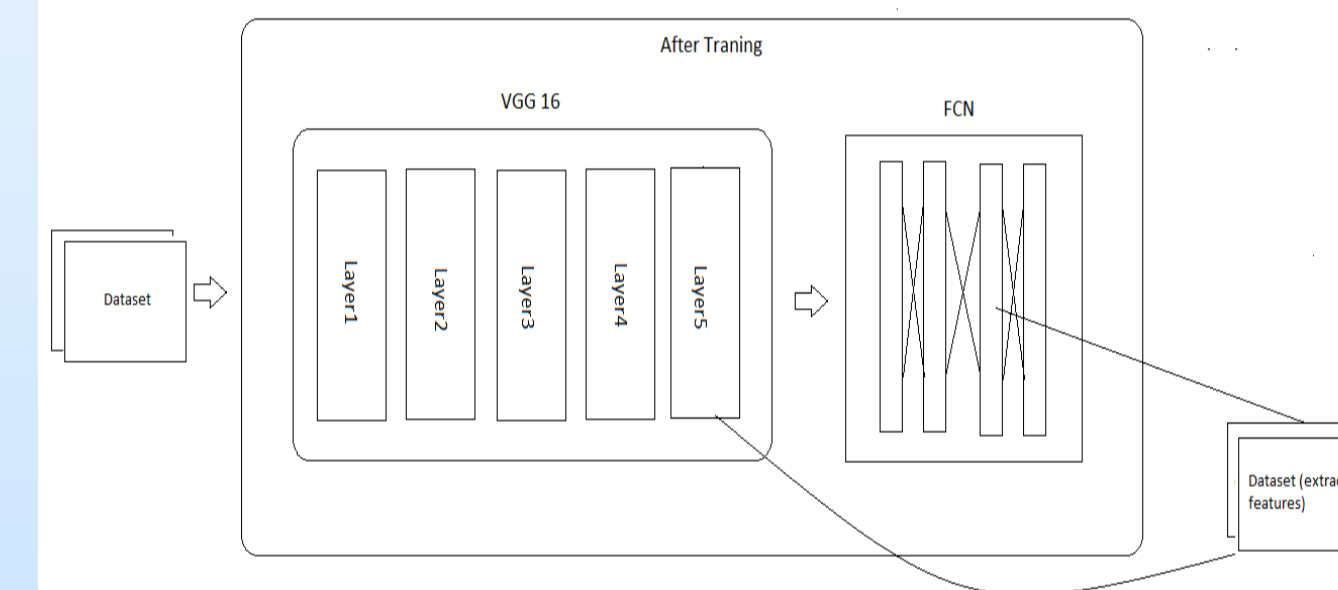 After Traning
VGG 16
FCN
Dataset
Layer1
Layer2
Layer3
Layer4
Layer5
Dataset (extra
features)